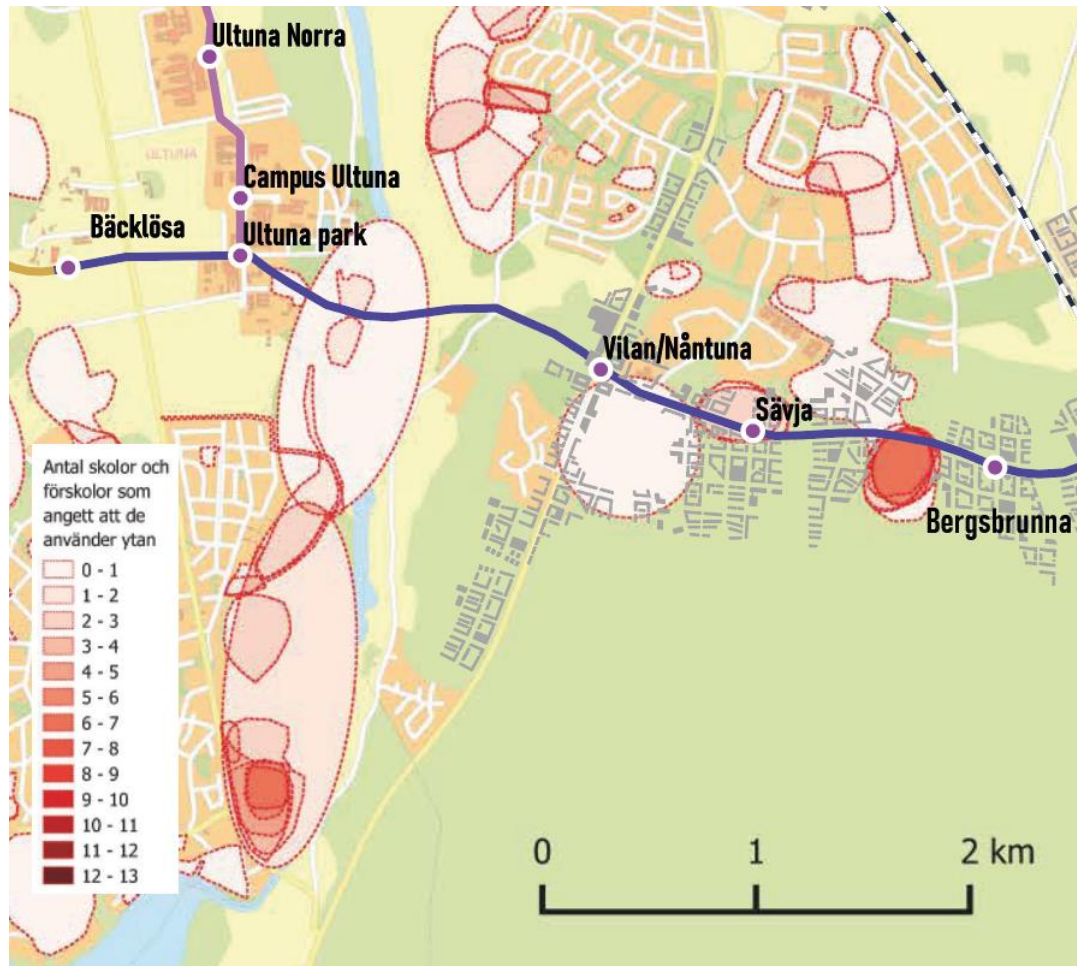 Ultuna Norra
ULTUNA
Campus Ultuna
Bäcklösa
Ultuna park
Vilan/Nåntuna
Sävja
Bergsbrunna
Antal skolor och
förskolor som
angett att de
använder ytan
0 - 1
1 - 2
2 - 3
3 - 4
4 - 5
5 - 6
6 - 7
7 - 8
8 - 9
9 - 10
10 - 11
11 - 12
12 - 13
0 1 2 km